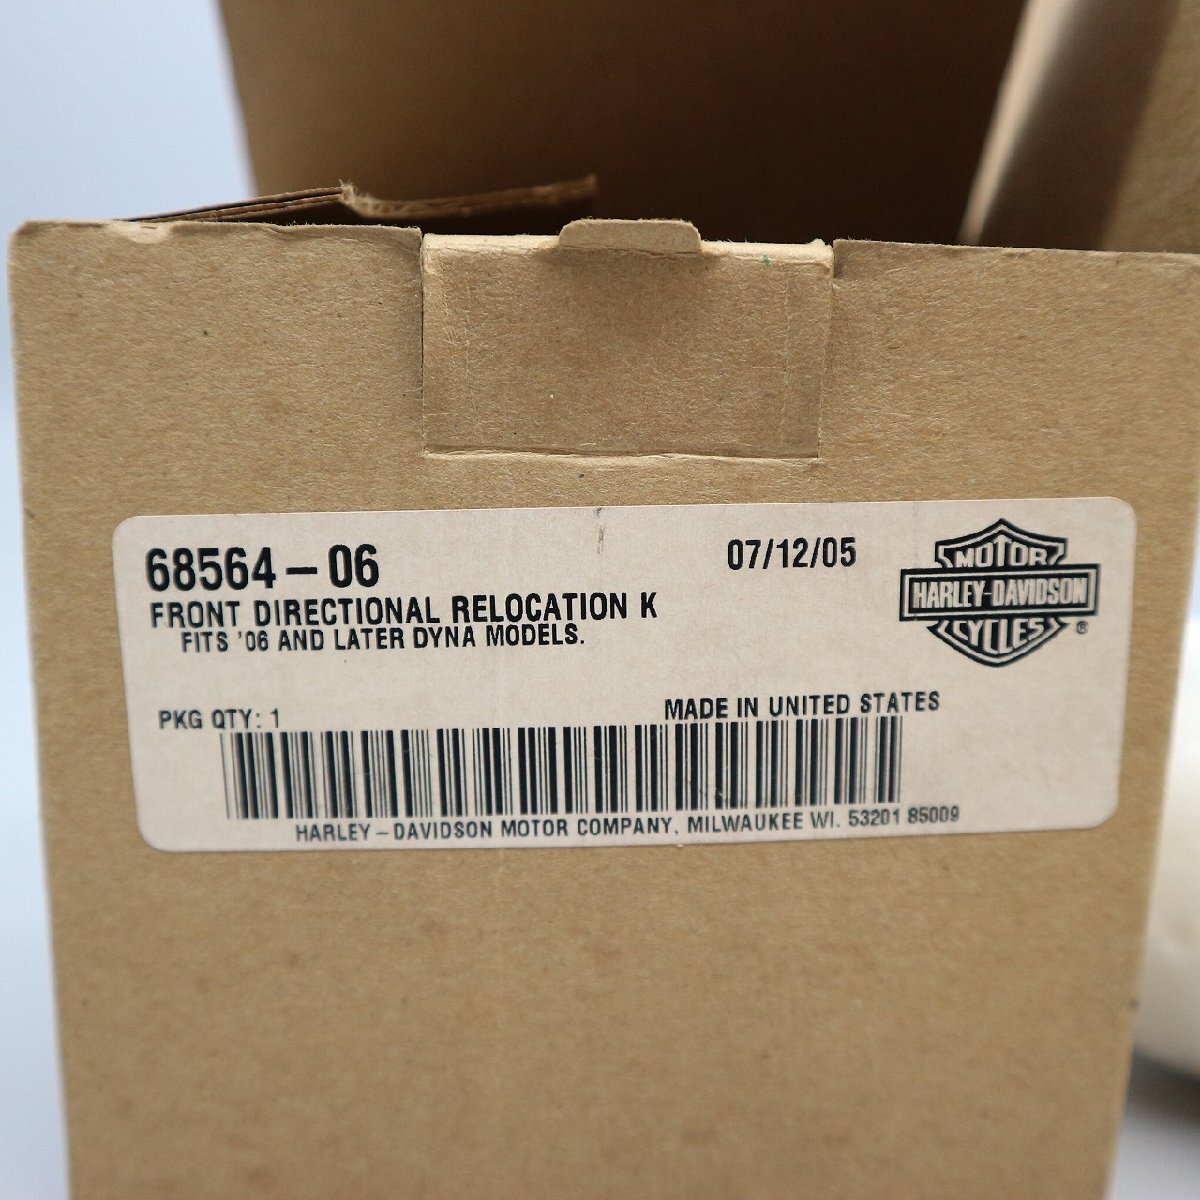 68564-06
07/12/05
FRONT DIRECTIONAL RELOCATION K
FITS '06 AND LATER DYNA MODELS.
MOTOR
HARLEY-DAVIDSON
CYCLES
®
PKG QTY: 1
MADE IN UNITED STATES
HARLEY-DAVIDSON MOTOR COMPANY, MILWAUKEE WI. 53201 85009